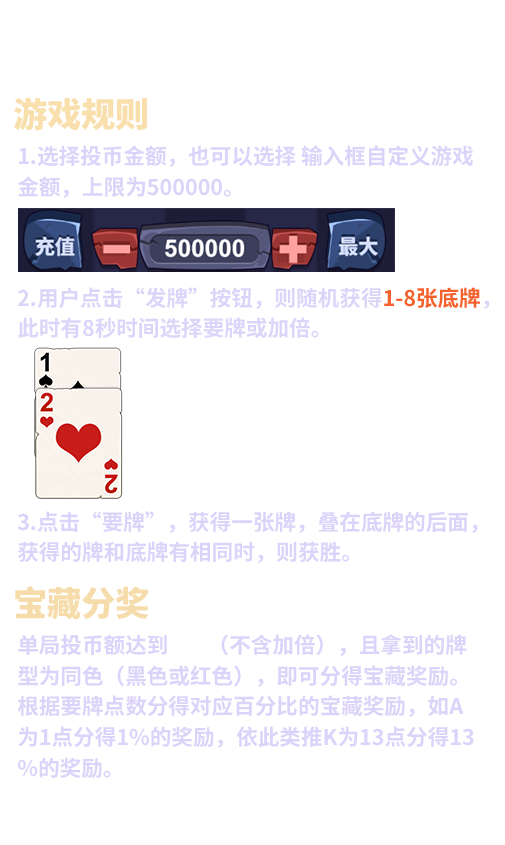 游戏规则
1.选择投币金额，也可以选择 输入框自定义游戏
金额，上限为500000。
充值 500000 最大
2.用户点击“发牌”按钮，则随机获得1-8张底牌，
此时有8秒时间选择要牌或加倍。
1
2
2
3.点击“要牌”，获得一张牌，叠在底牌的后面，
获得的牌和底牌有相同时，则获胜。
宝藏分奖
单局投币额达到 （不含加倍），且拿到的牌
型为同色（黑色或红色），即可分得宝藏奖励。
根据要牌点数分得对应百分比的宝藏奖励，如A
为1点分得1%的奖励，依此类推K为13点分得13
%的奖励。